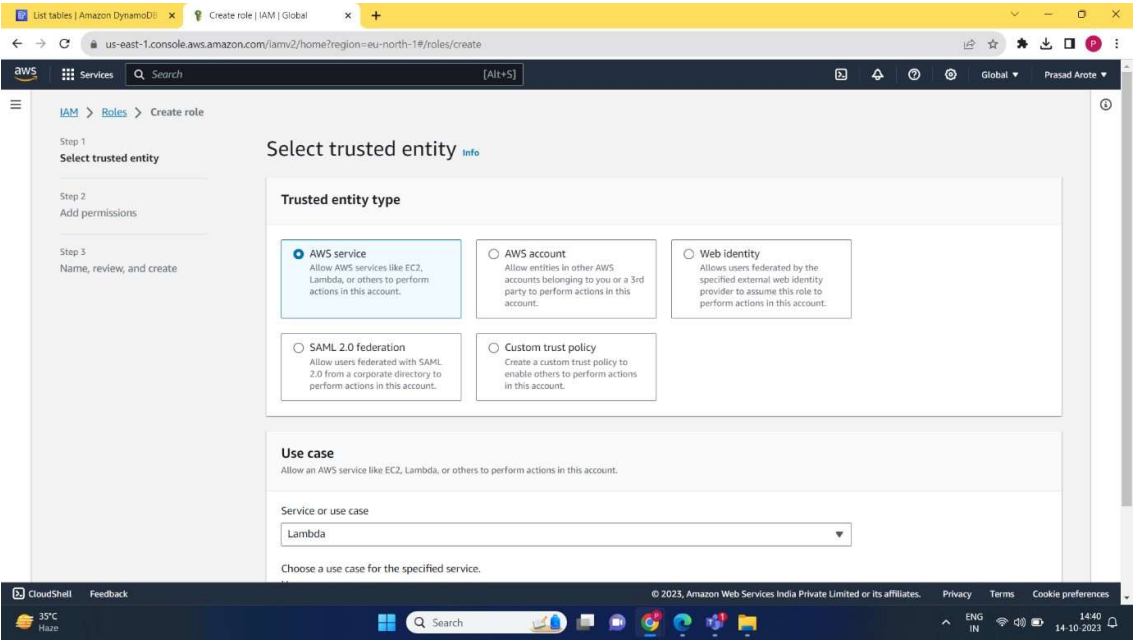 List tables | Amazon DynamoDB
Create role | IAM | Global
us-east-1.console.aws.amazon.com/iamv2/home?region=eu-north-1#/roles/create
aws Services Search [Alt+S] Global Prasad Arote
IAM > Roles > Create role
Step 1
Select trusted entity
Step 2
Add permissions
Step 3
Name, review, and create
Select trusted entity Info
Trusted entity type
AWS service
Allow AWS services like EC2,
Lambda, or others to perform
actions in this account.
AWS account
Allow entities in other AWS
accounts belonging to you or a 3rd
party to perform actions in this
account.
Web identity
Allows users federated by the
specified external web identity
provider to assume this role to
perform actions in this account.
SAML 2.0 federation
Allow users federated with SAML
2.0 from a corporate directory to
perform actions in this account.
Custom trust policy
Create a custom trust policy to
enable others to perform actions
in this account.
Use case
Allow an AWS service like EC2, Lambda, or others to perform actions in this account.
Service or use case
Lambda
Choose a use case for the specified service.
CloudShell Feedback © 2023, Amazon Web Services India Private Limited or its affiliates. Privacy Terms Cookie preferences
35°C
Haze
Search
ENG
IN
14:40
14-10-2023